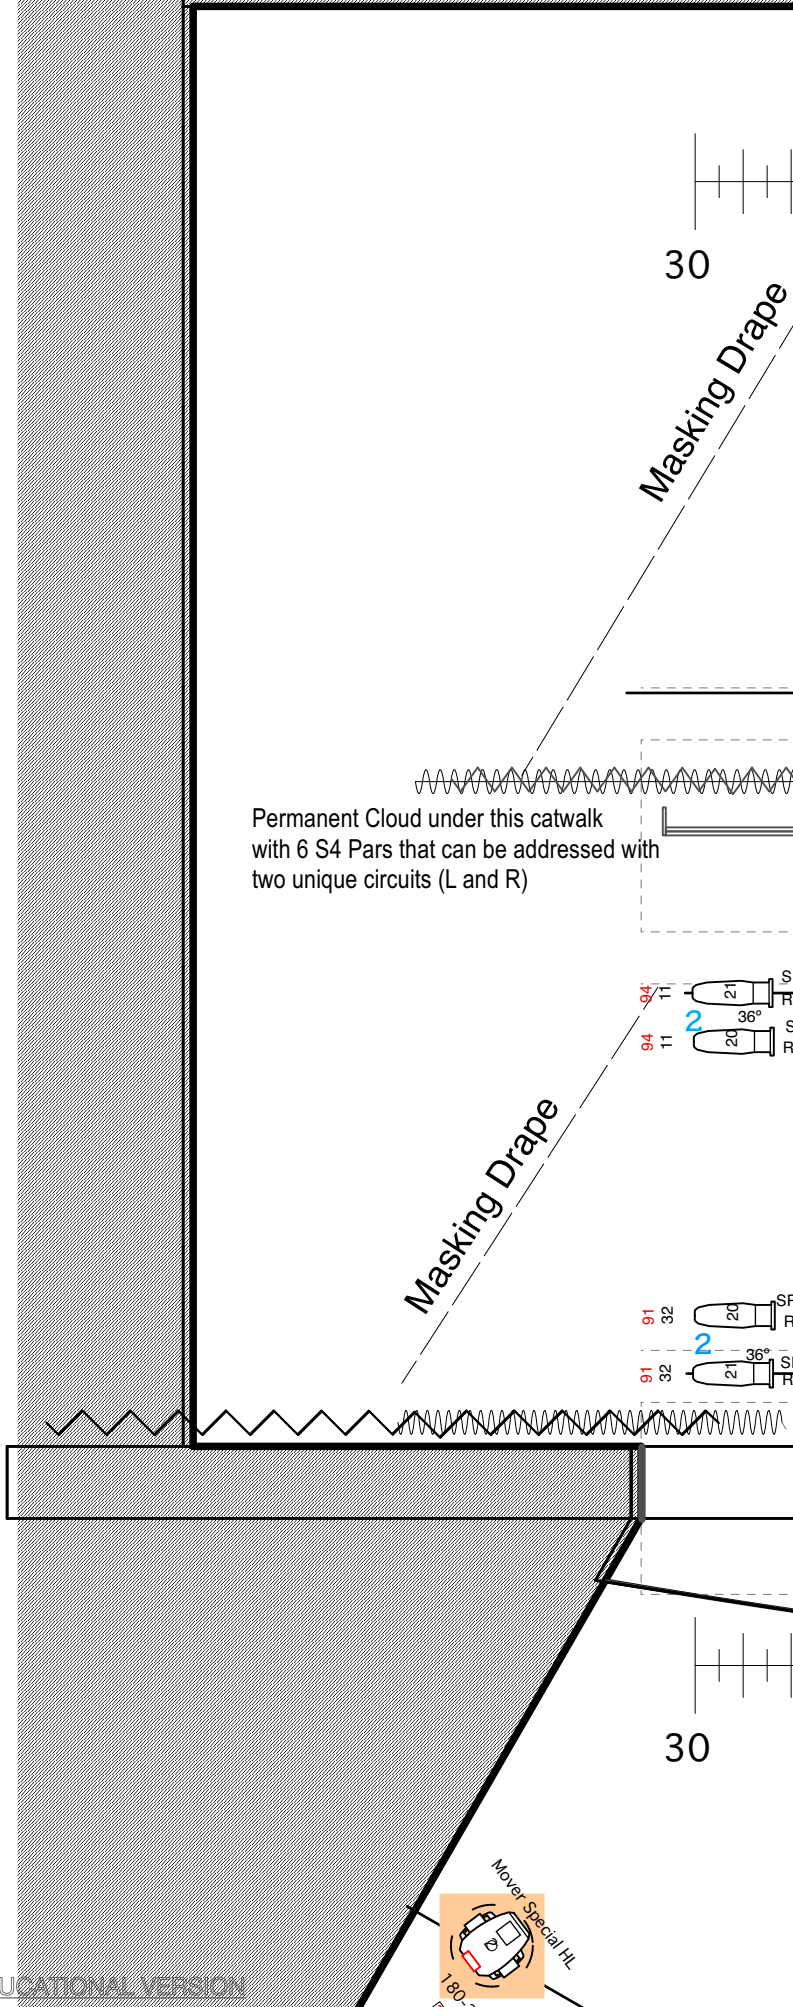 30
Masking Drape
Permanent Cloud under this catwalk
with 6 S4 Pars that can be addressed with
two unique circuits (L and R)
94
11
21
S
R
2
36°
94
11
20
S
R
Masking Drape
91
32
20
SP
R
2
36°
91
32
21
R
30
Mover Special HL
180-
UCATIONAL VERSION